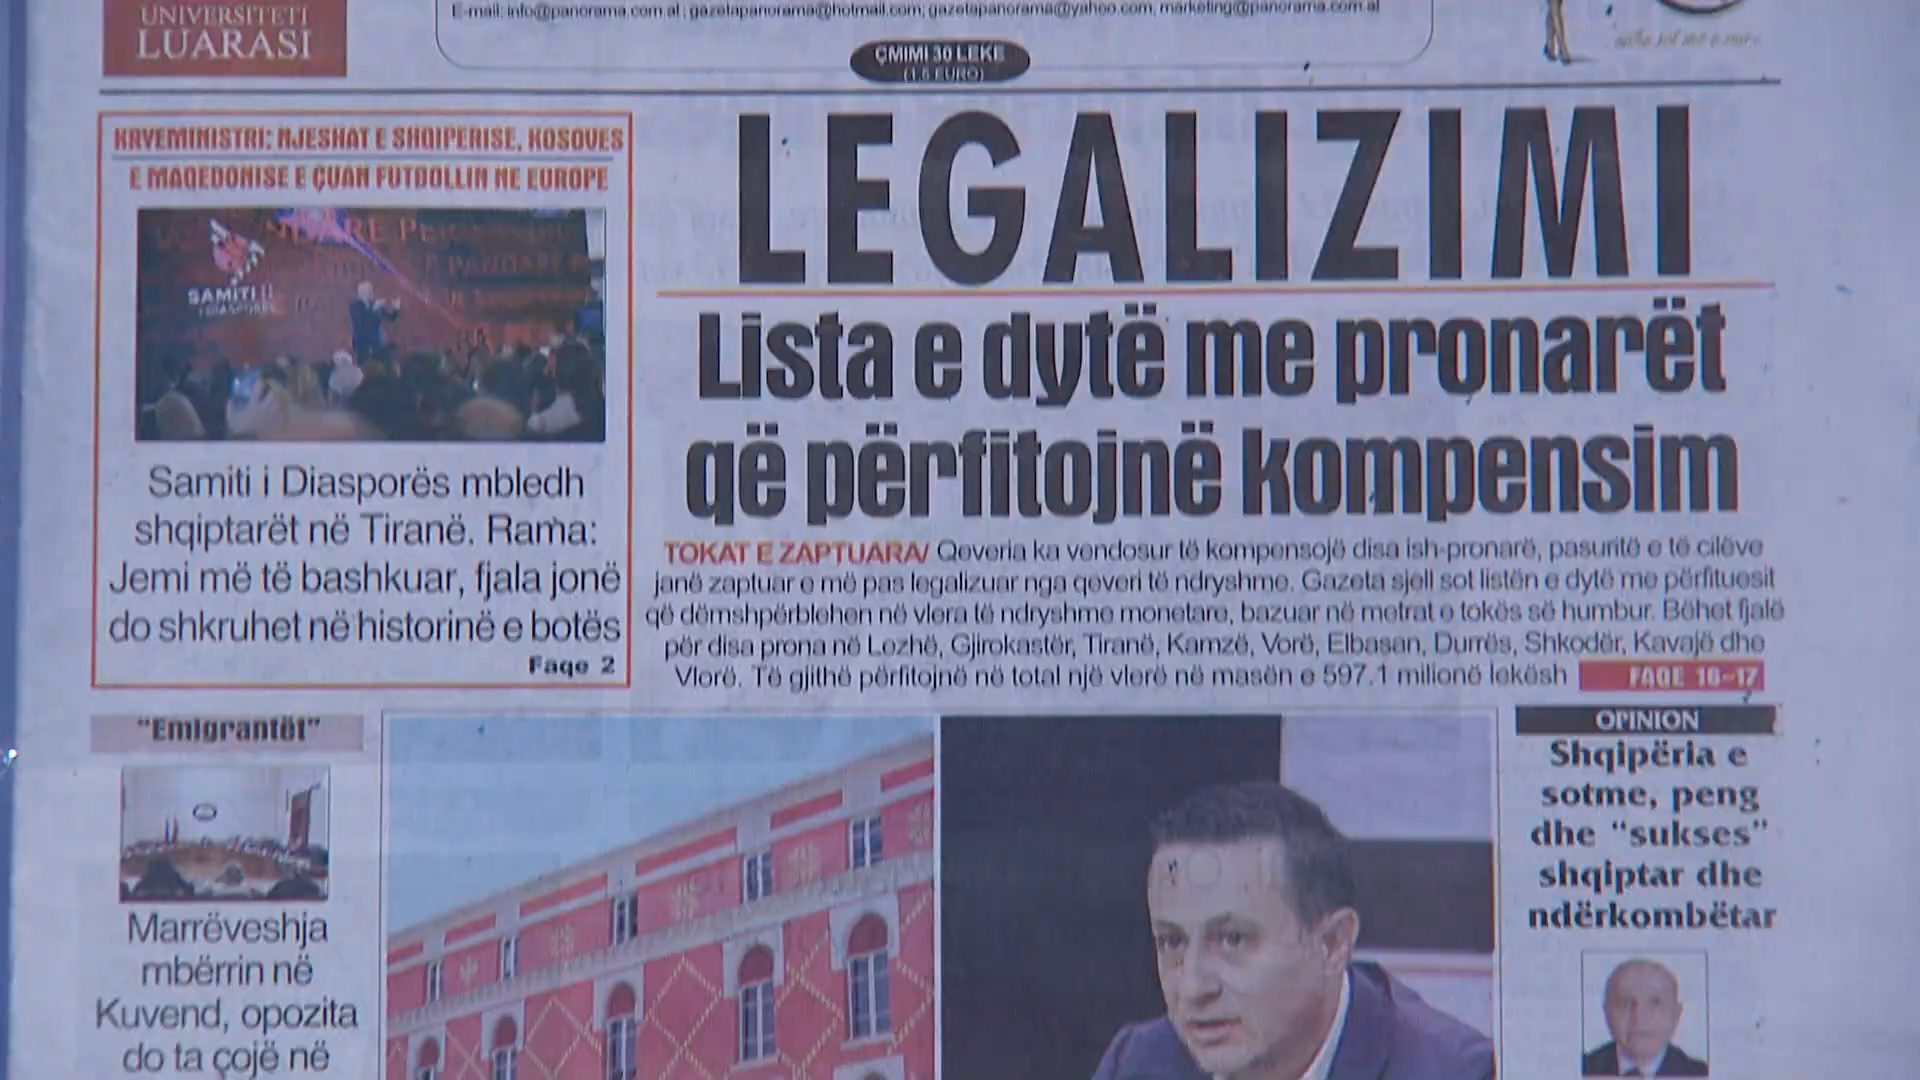 UNIVERSITETI
LUARASI
E-mail: info@panorama.com.al; gazetapanorama@hotmail.com; gazetapanorama@yahoo.com, marketing@panorama.com.al
ÇMIMI 30 LEKE
(1.5 EURO)
KRYEMINISTRI: NJESHAT E SHQIPERISE, KOSOVES
E MAQEDONISE E ÇUAN FUTBOLLIN NE EUROPE
SAMITI II
I DIASPORËS
Samiti i Diasporës mbledh
shqiptarët në Tiranë. Rama:
Jemi më të bashkuar, fjala jonë
do shkruhet në historinë e botës
Faqe 2
LEGALIZIMI
Lista e dytë me pronarët
që përfitojnë kompensim
TOKAT E ZAPTUARA/ Qeveria ka vendosur të kompensojë disa ish-pronarë, pasuritë e të cilëve
janë zaptuar e më pas legalizuar nga qeveri të ndryshme. Gazeta sjell sot listën e dytë me përfituesit
që dëmshpërblehen në vlera të ndryshme monetare, bazuar në metrat e tokës së humbur. Bëhet fjalë
për disa prona në Lezhë, Gjirokastër, Tiranë, Kamzë, Vorë, Elbasan, Durrës, Shkodër, Kavajë dhe
Vlorë. Të gjithë përfitojnë në total një vlerë në masën e 597.1 milionë lekësh
FAQE 16-17
"Emigrantët"
Marrëveshja
mbërrin në
Kuvend, opozita
do ta çojë në
OPINION
Shqipëria e
sotme, peng
dhe "sukses"
shqiptar dhe
ndërkombëtar